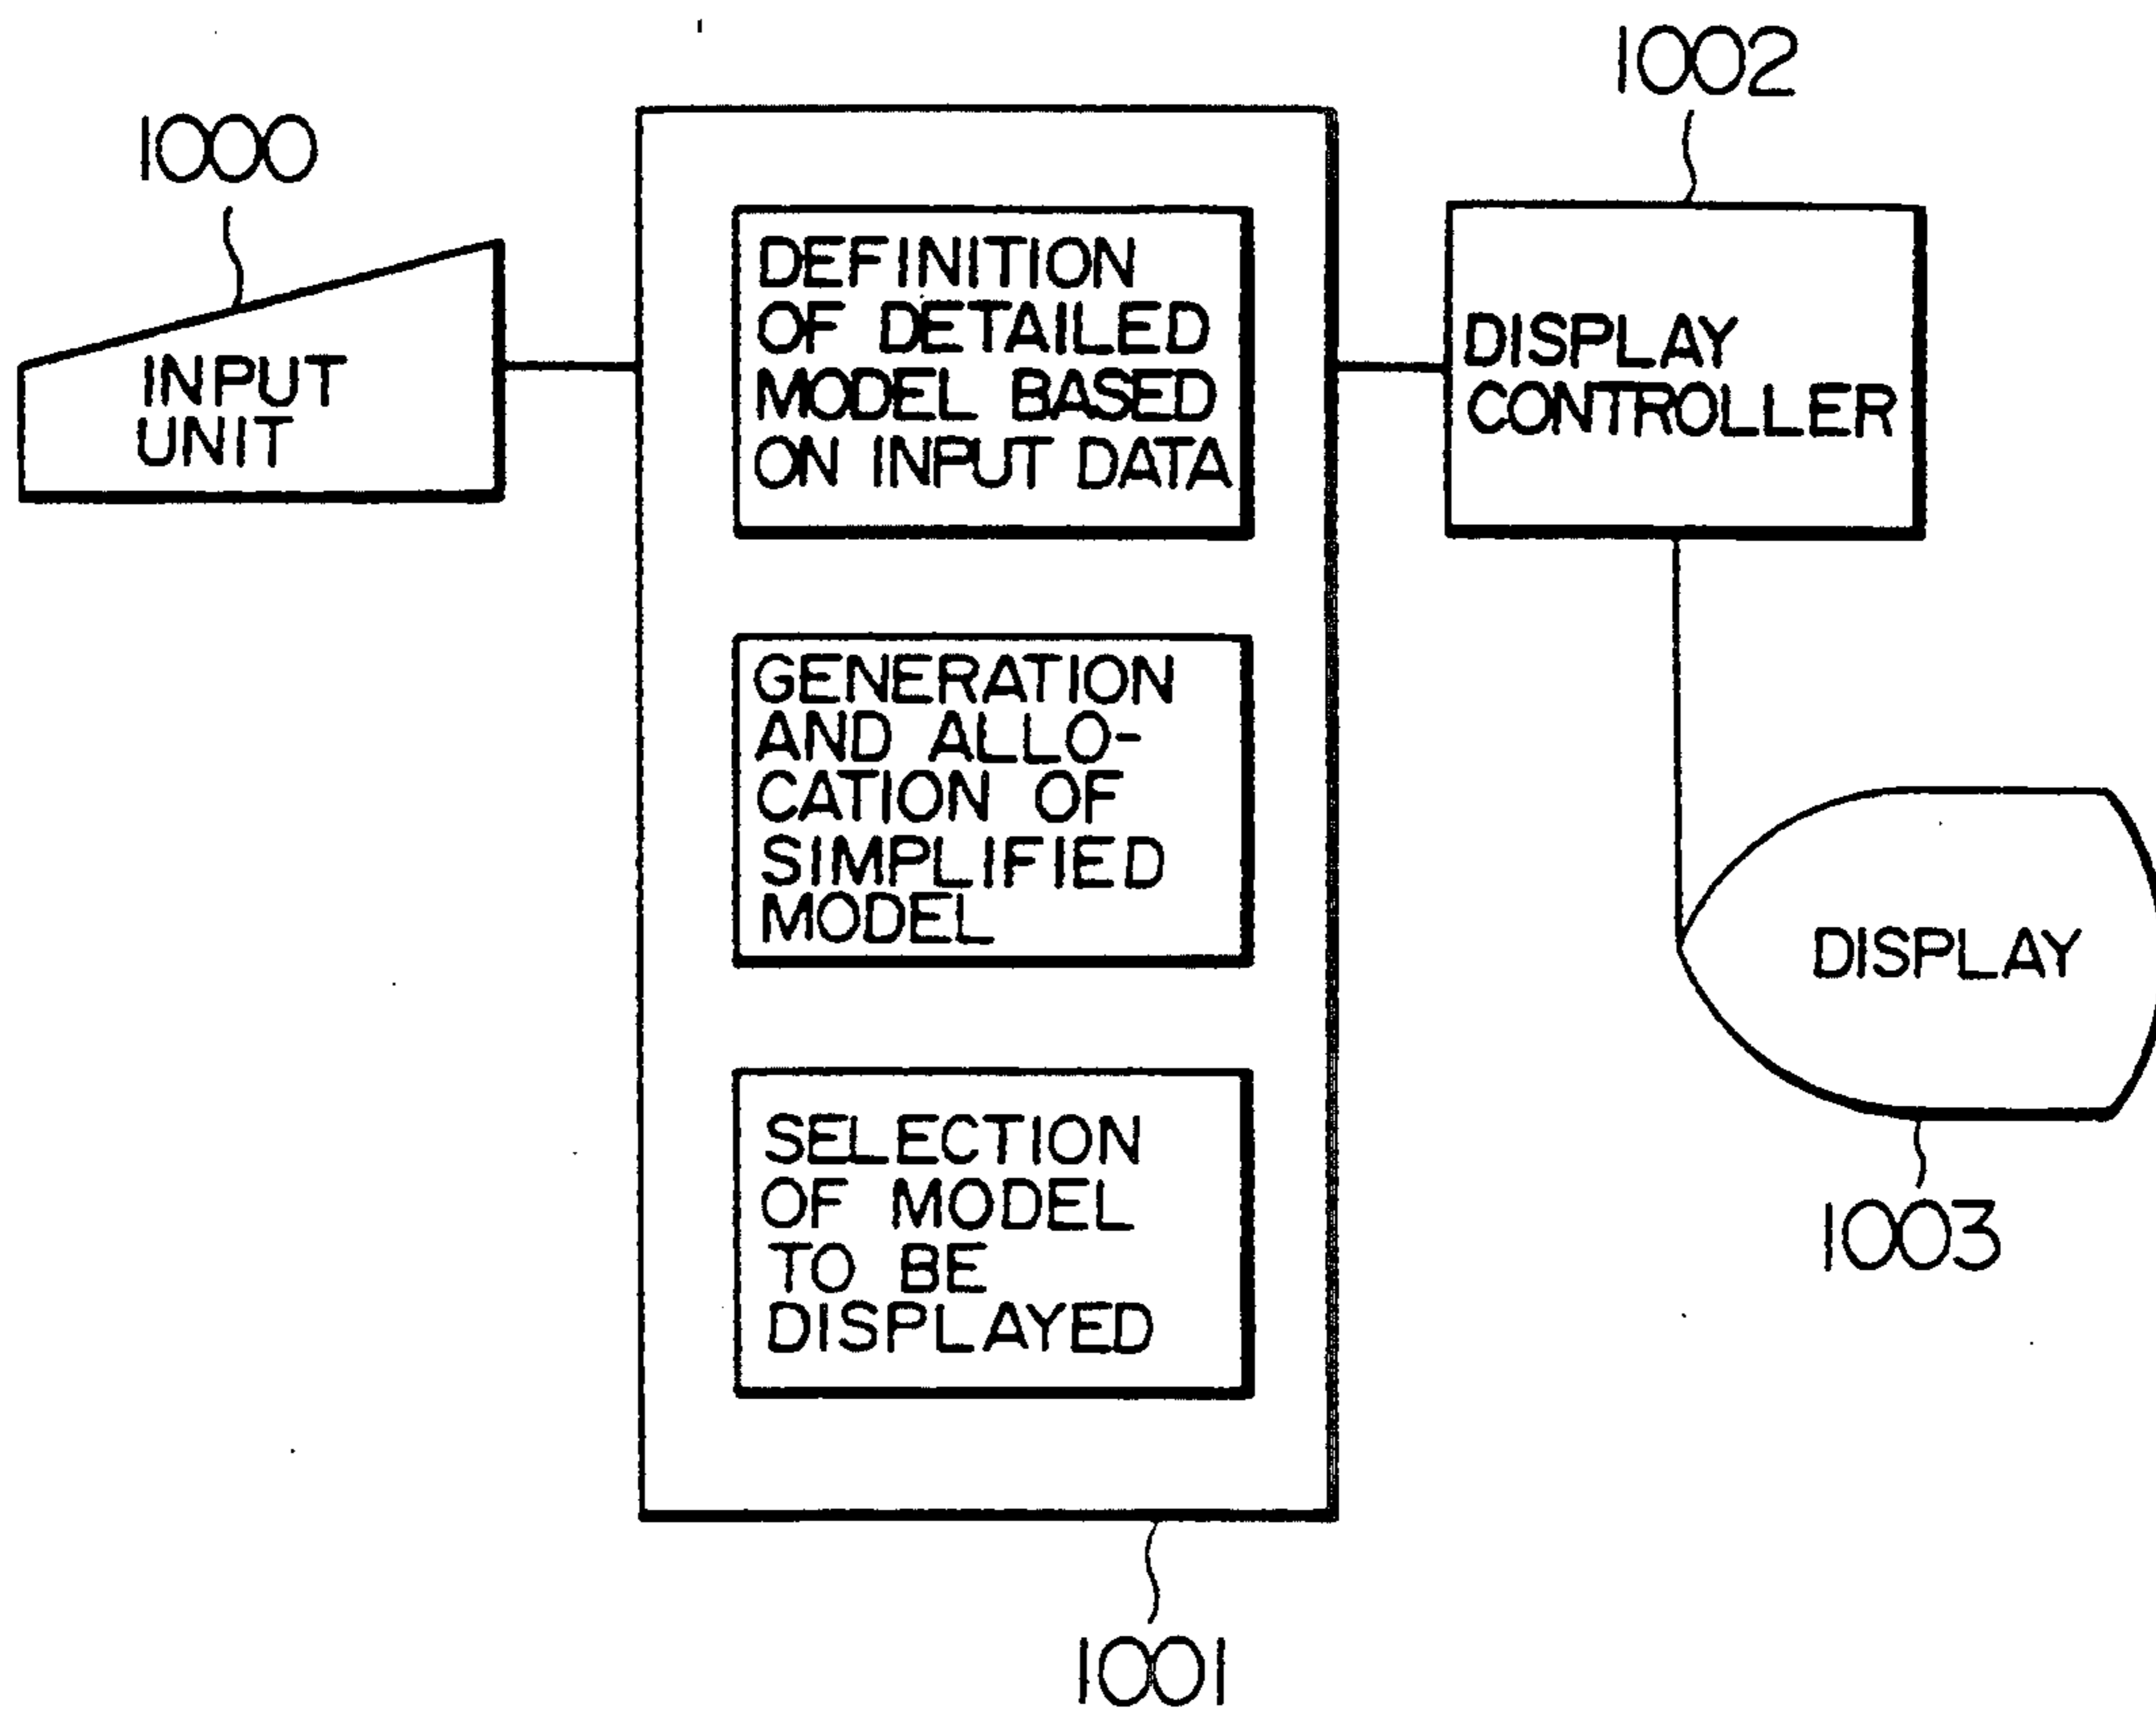 1000
INPUT
UNIT
DEFINITION
OF DETAILED
MODEL BASED
ON INPUT DATA
GENERATION
AND ALLO-
CATION OF
SIMPLIFIED
MODEL
SELECTION
OF MODEL
TO BE
DISPLAYED
1001
1002
DISPLAY
CONTROLLER
DISPLAY
1003